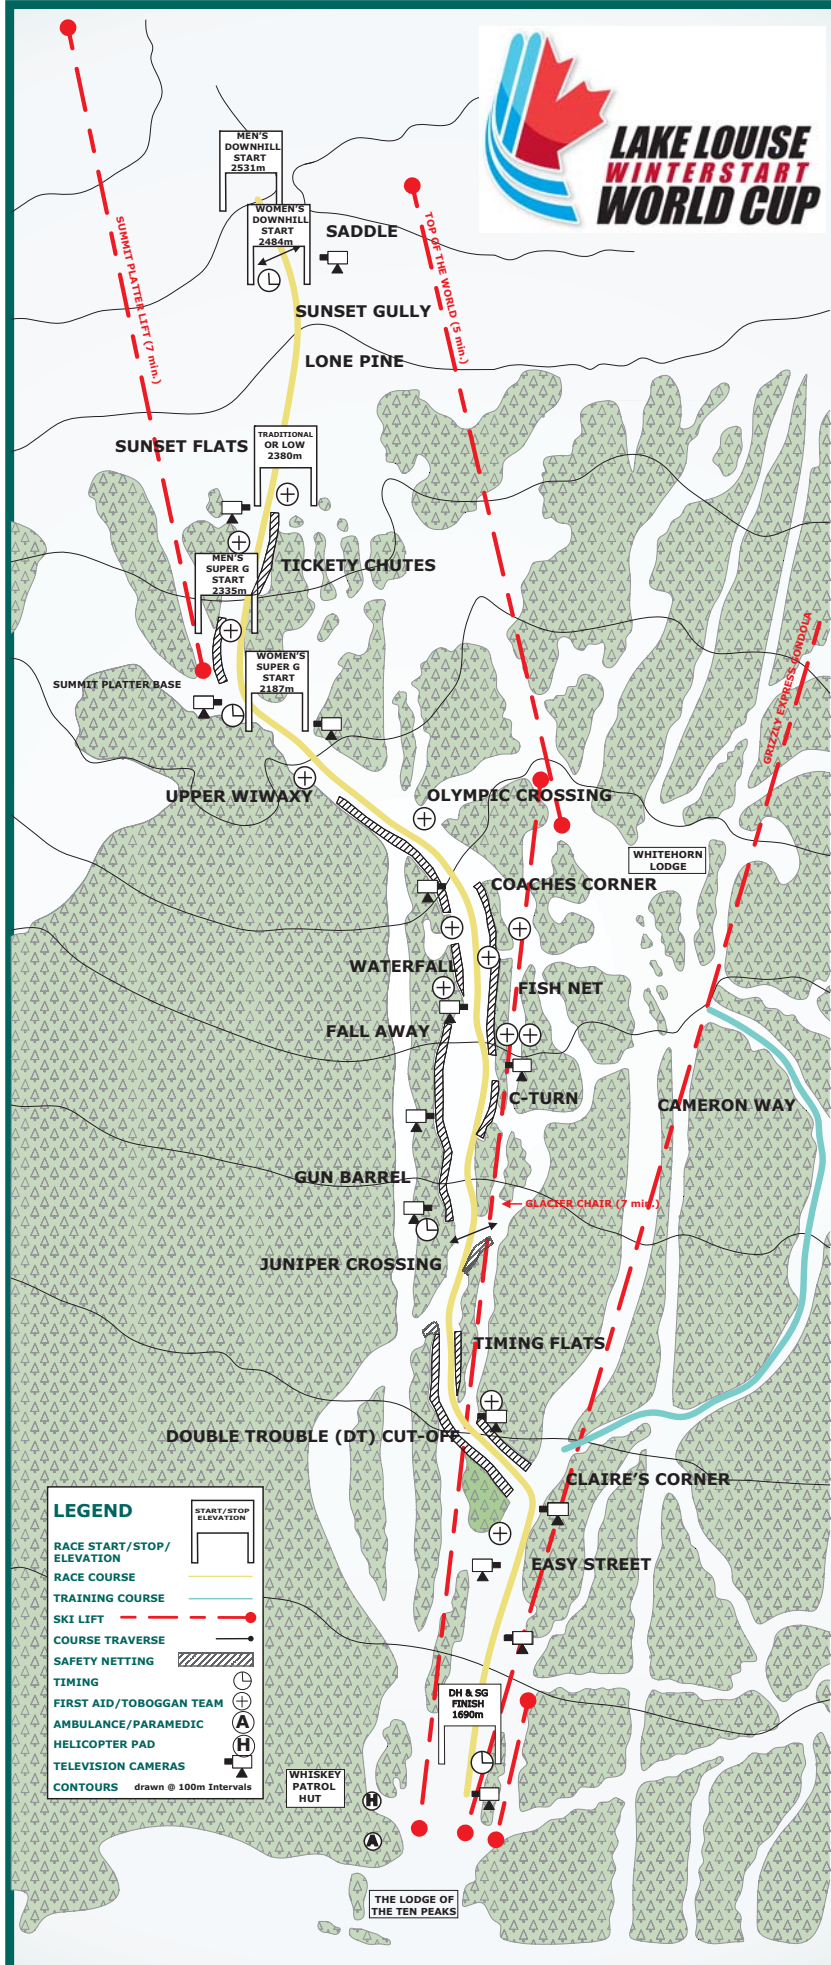 LAKE LOUISE
WINTERSTART
WORLD CUP
MEN'S
DOWNHILL
START
2531m
WOMEN'S
DOWNHILL
START
2484m
SADDLE
SUMMIT PLATTER LIFT (7 min.)
TOP OF THE WORLD (5 min.)
SUNSET GULLY
LONE PINE
SUNSET FLATS
TRADITIONAL
OR LOW
2380m
TICKETY CHUTES
MEN'S
SUPER G
START
2335m
WOMEN'S
SUPER G
START
2187m
SUMMIT PLATTER BASE
GRIZZLY EXPRESS GONDOLA
UPPER WIWAXY
OLYMPIC CROSSING
WHITEHORN
LODGE
COACHES CORNER
WATERFALL
FISH NET
FALL AWAY
C-TURN
CAMERON WAY
GUN BARREL
GLACIER CHAIR (7 min.)
JUNIPER CROSSING
TIMING FLATS
DOUBLE TROUBLE (DT) CUT-OFF
CLAIRE'S CORNER
EASY STREET
LEGEND
START/STOP
ELEVATION
RACE START/STOP/
ELEVATION
RACE COURSE
TRAINING COURSE
SKI LIFT
COURSE TRAVERSE
SAFETY NETTING
TIMING
FIRST AID/TOBOGGAN TEAM
AMBULANCE/PARAMEDIC A
HELICOPTER PAD H
TELEVISION CAMERAS
CONTOURS drawn @ 100m Intervals
DH & SG
FINISH
1690m
WHISKEY
PATROL
HUT
H
A
THE LODGE OF
THE TEN PEAKS